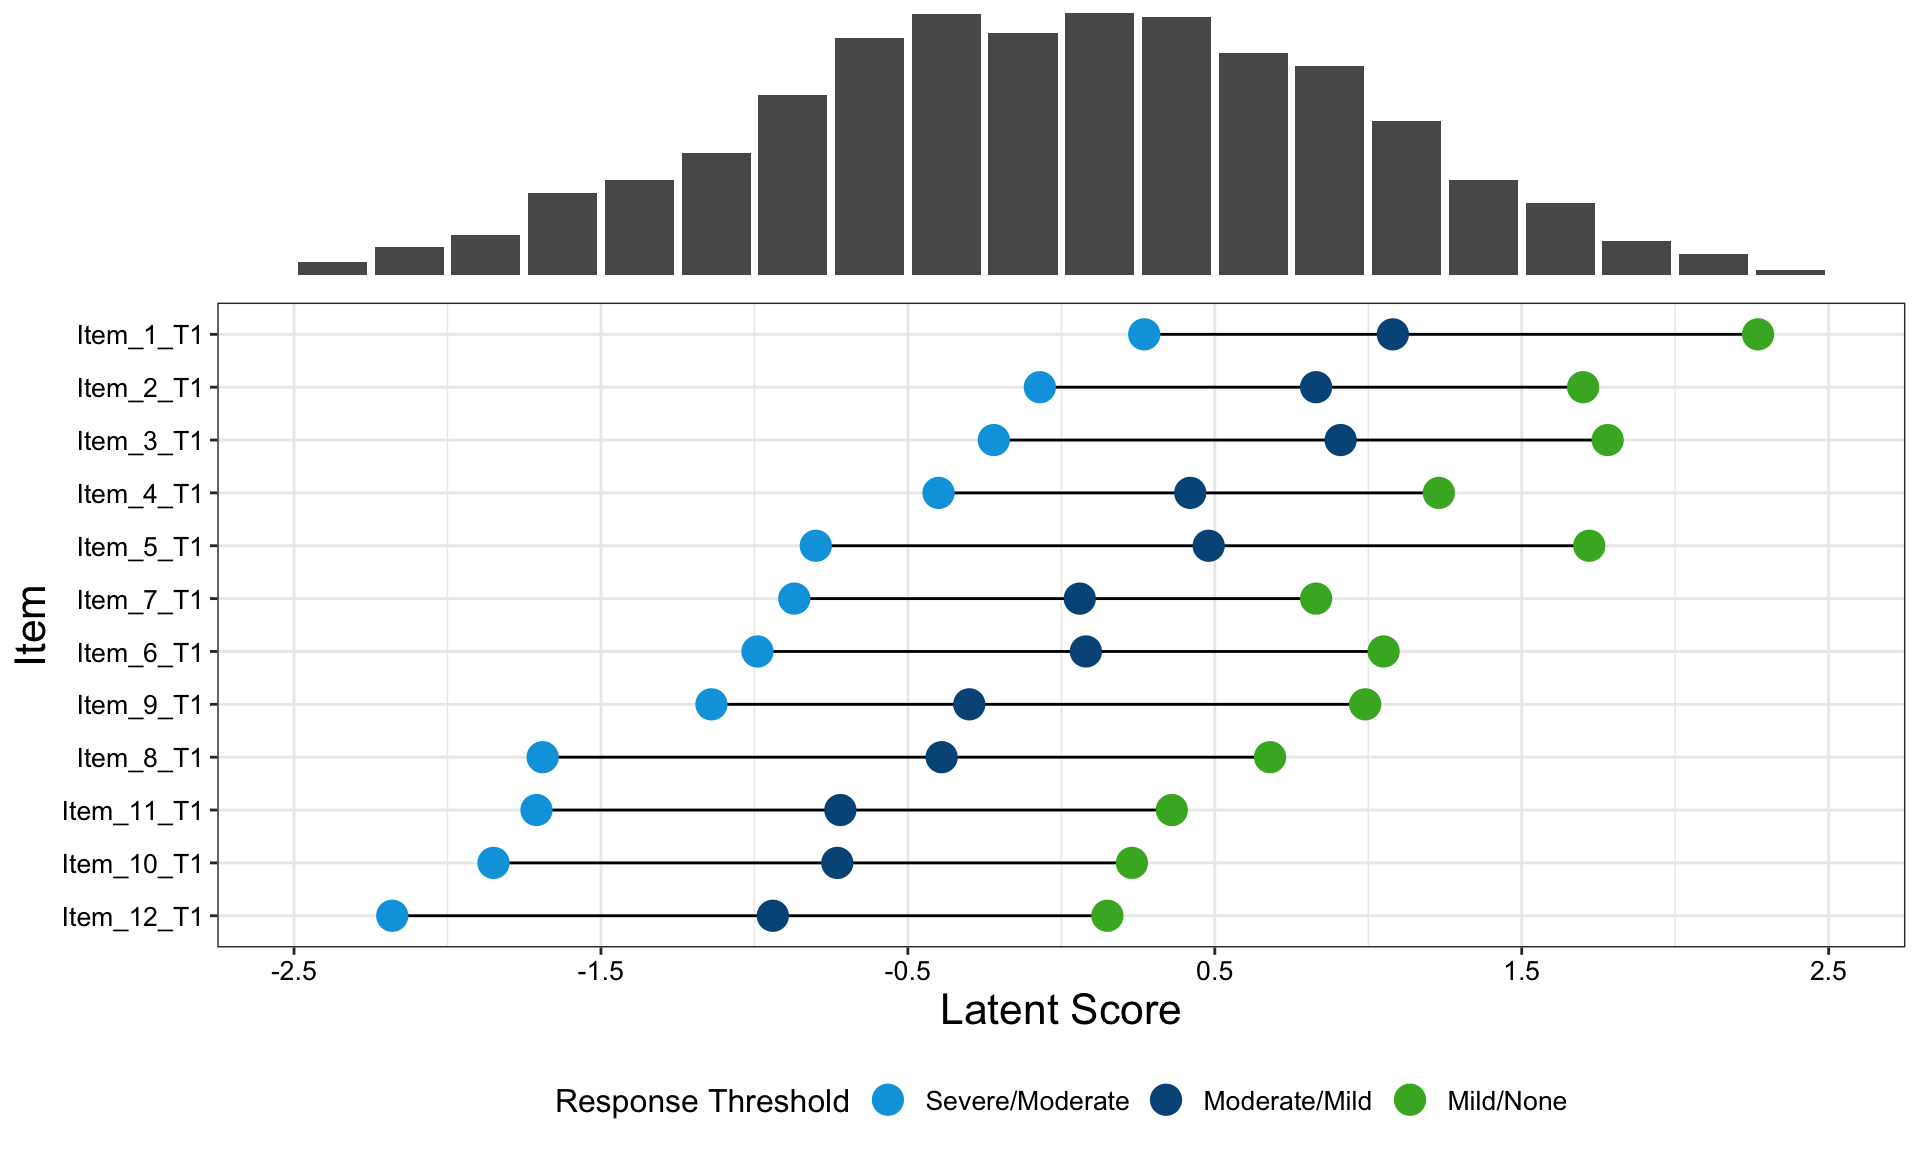 Item_1_T1
Item_2_T1
Item_3_T1
Item_4_T1
Item_5_T1
Item_7_T1
Item_6_T1
Item_9_T1
Item_8_T1
Item_11_T1
Item_10_T1
Item_12_T1
Item
-2.5 -1.5 -0.5 0.5 1.5 2.5
Latent Score
Response Threshold Severe/Moderate Moderate/Mild Mild/None